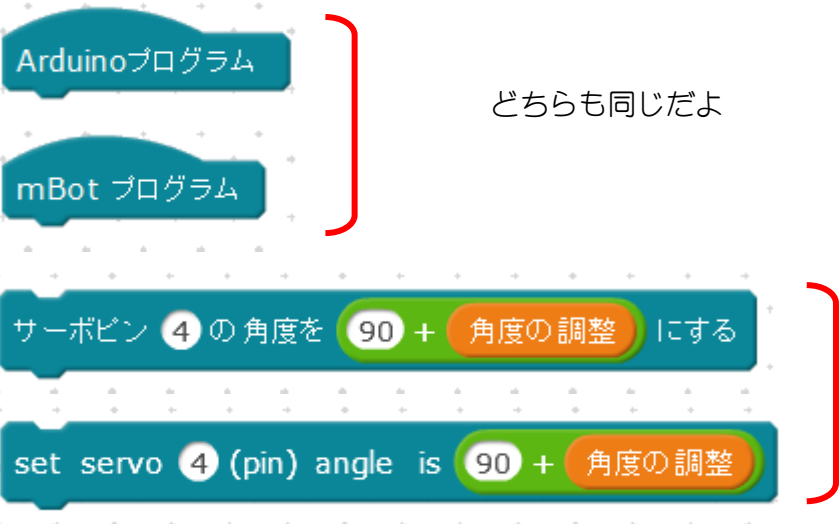 Arduinoプログラム
どちらも同じだよ
mBot プログラム
サーボピン 4 の 角度を 90 + 角度の調整 にする
set servo 4 (pin) angle is 90 + 角度の調整